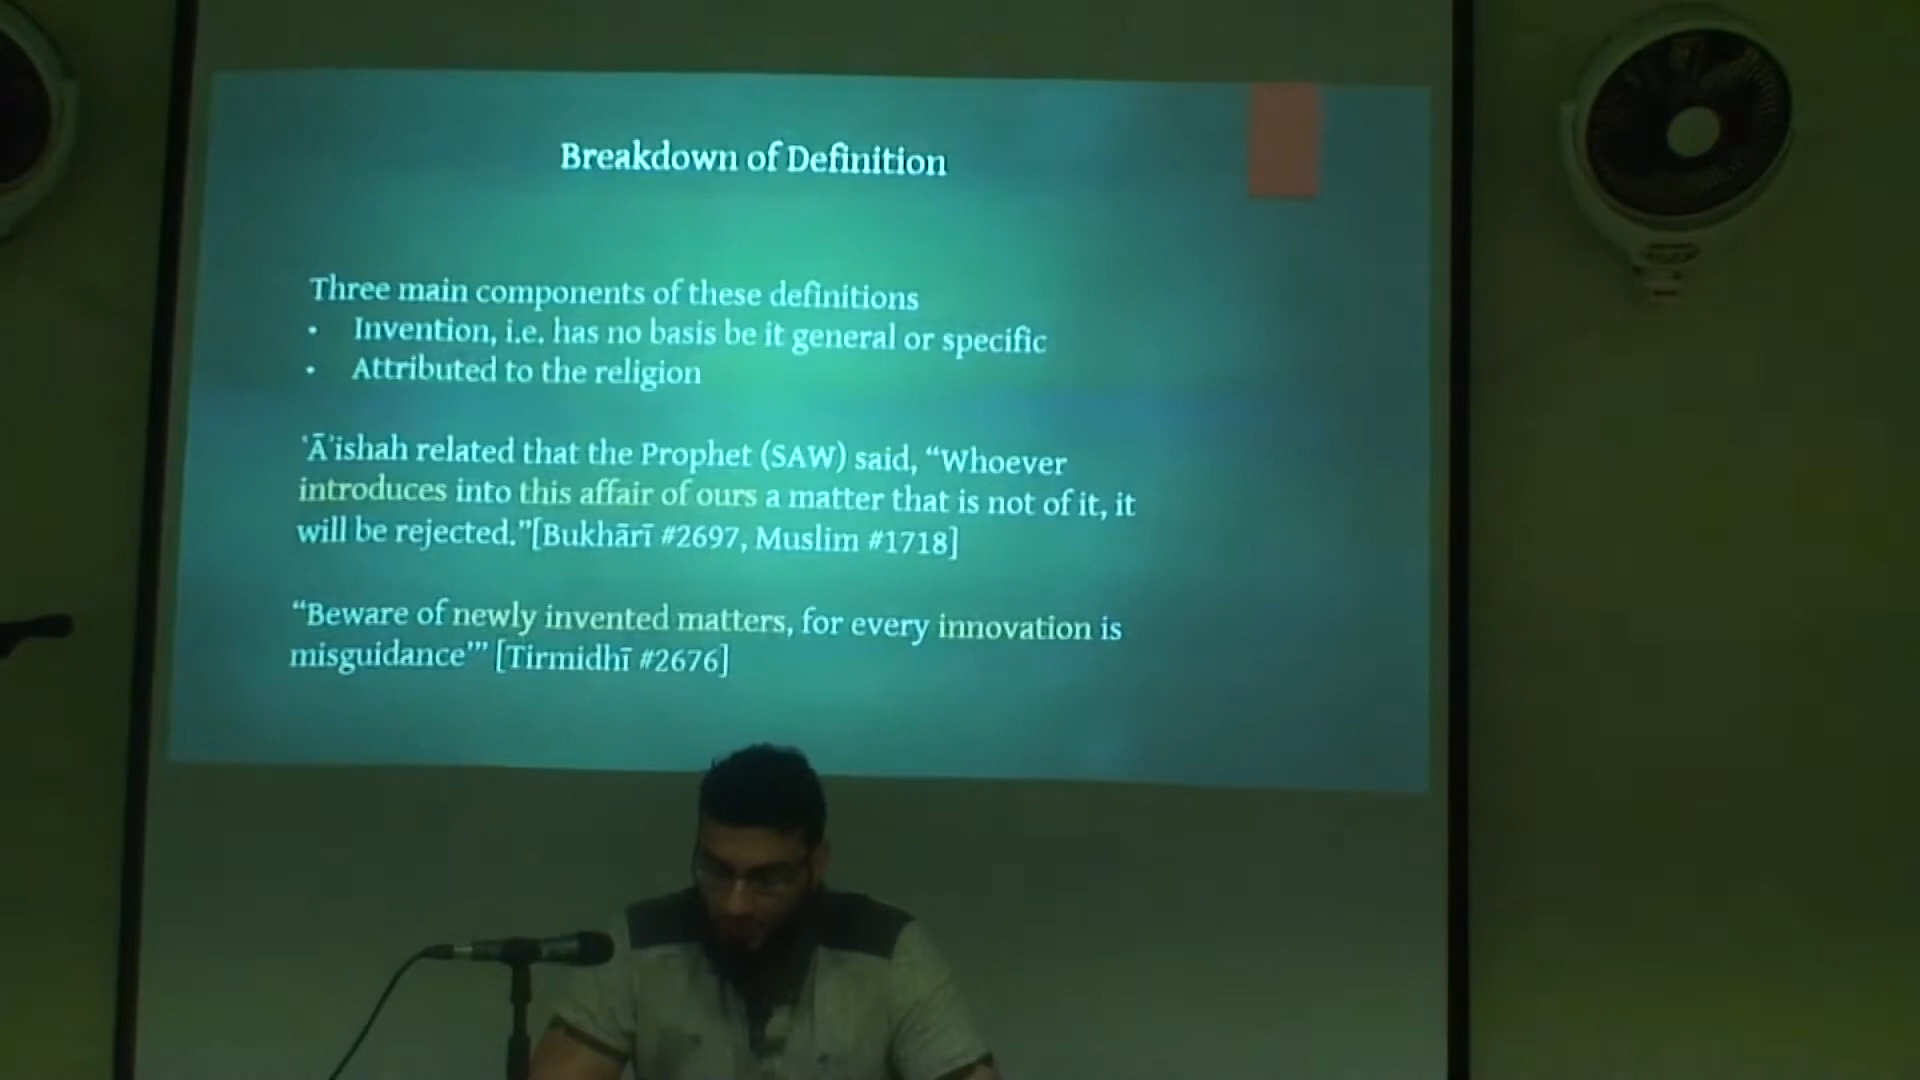 Breakdown of Definition
Three main components of these definitions
• Invention, i.e. has no basis be it general or specific
• Attributed to the religion
‘Ā’ishah related that the Prophet (SAW) said, “Whoever
introduces into this affair of ours a matter that is not of it, it
will be rejected.”[Bukhārī #2697, Muslim #1718]
“Beware of newly invented matters, for every innovation is
misguidance’” [Tirmidhī #2676]